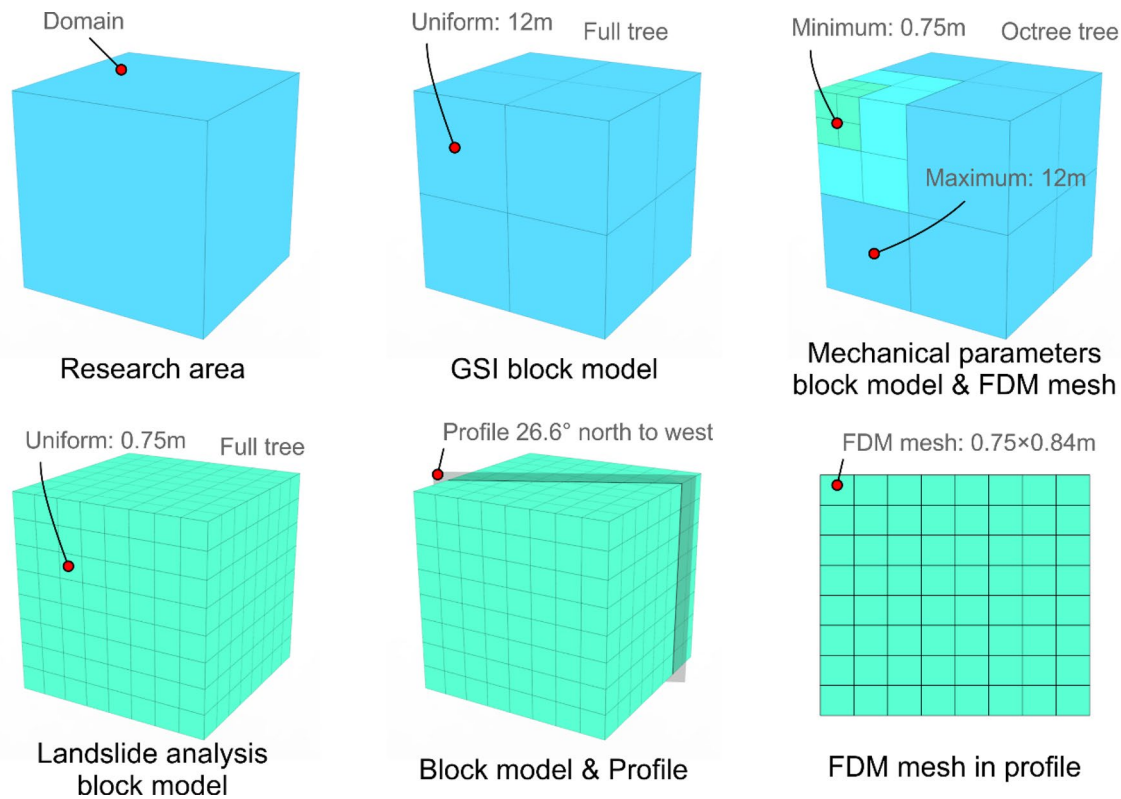 Domain
Research area
Uniform: 12m
Full tree
GSI block model
Minimum: 0.75m
Octree tree
Maximum: 12m
Mechanical parameters
block model & FDM mesh
Uniform: 0.75m
Full tree
Landslide analysis
block model
Profile 26.6° north to west
Block model & Profile
FDM mesh: 0.75×0.84m
FDM mesh in profile